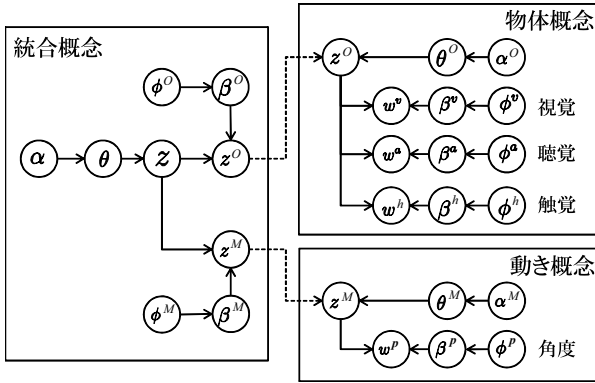 統合概念
ϕ^O β^O
α θ z z^O
z^M
ϕ^M β^M
物体概念
z^O θ^O α^O
w^v β^v ϕ^v 視覚
w^a β^a ϕ^a 聴覚
w^h β^h ϕ^h 触覚
動き概念
z^M θ^M α^M
w^p β^p ϕ^p 角度